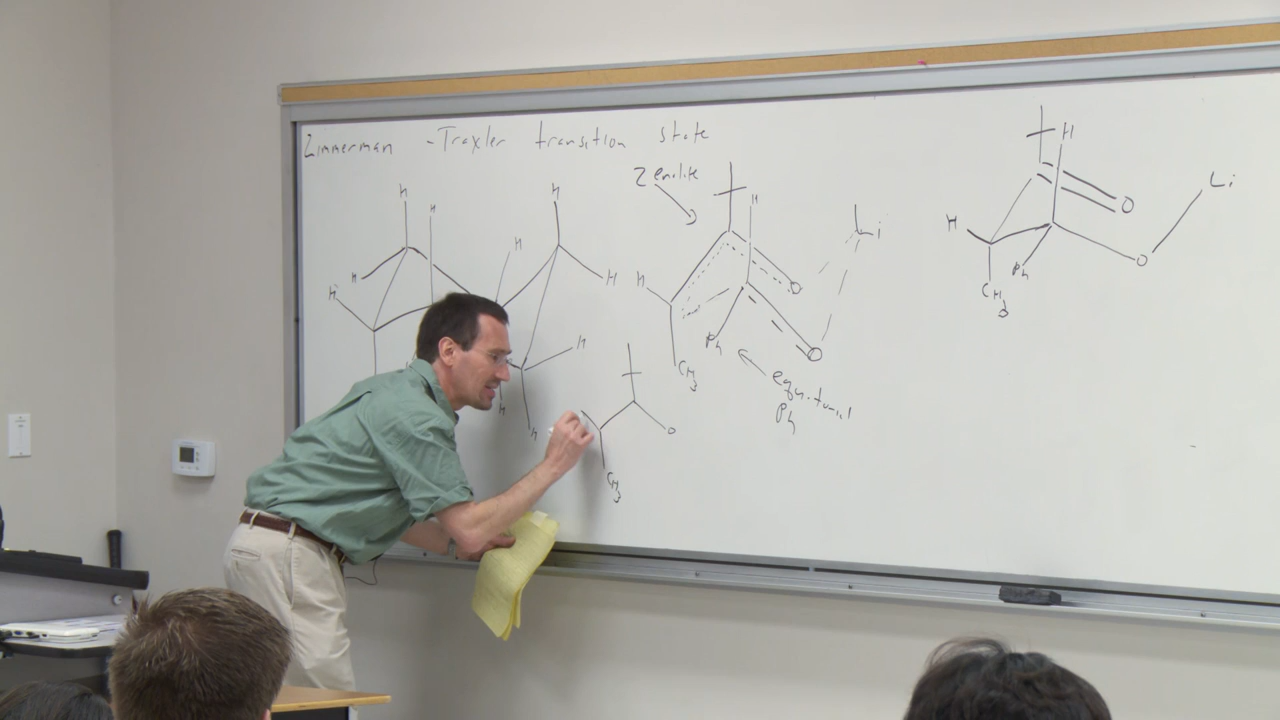 Zimmerman - Traxler transition state
Z enolate
H
H
H
H
H
H
H
H
H
H
H
H
Li
O
O
Ph
CH3
equatorial
Ph
O
CH3
H
H
O
Li
O
Ph
CH3